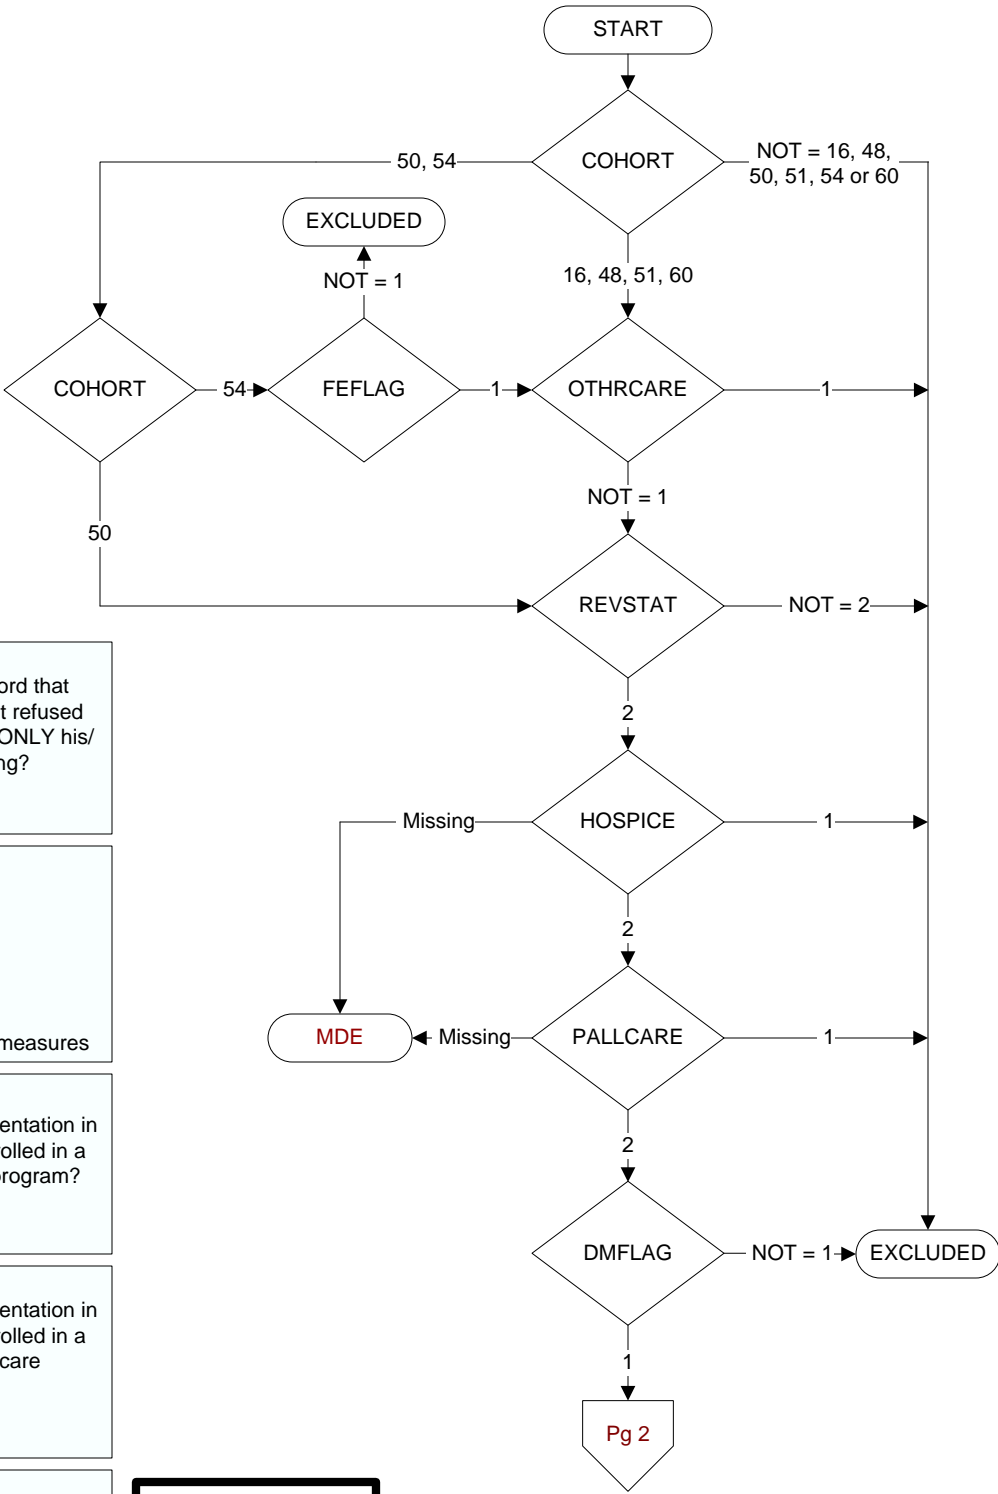 START
COHORT
50, 54
NOT = 16, 48,
50, 51, 54 or 60
EXCLUDED
NOT = 1
16, 48, 51, 60
COHORT
54
FEFLAG
1
OTHRCARE
1
NOT = 1
50
REVSTAT
NOT = 2
2
ord that
t refused
ONLY his/
ng?
HOSPICE
Missing
1
2
measures
MDE
Missing
PALLCARE
1
2
entation in
rolled in a
program?
DMFLAG
NOT = 1
EXCLUDED
entation in
rolled in a
care
1
Pg 2